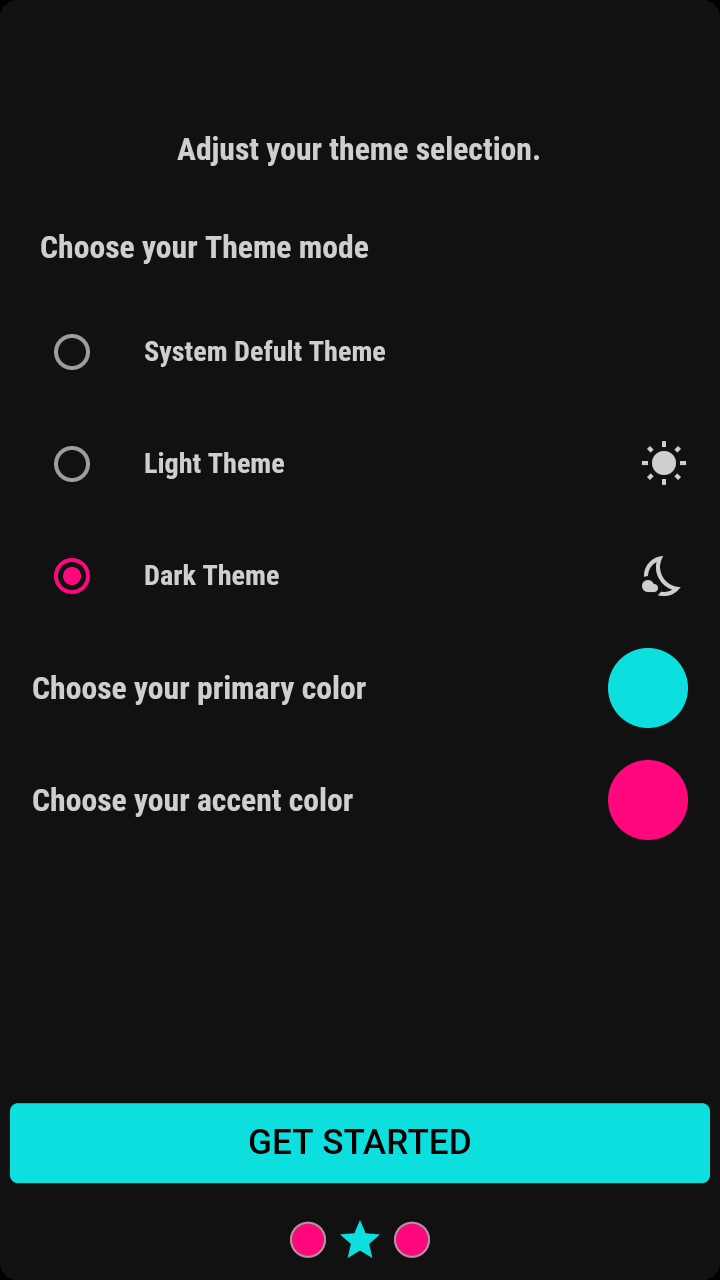 Adjust your theme selection.
Choose your Theme mode
System Defult Theme
Light Theme
Dark Theme
Choose your primary color
Choose your accent color
GET STARTED